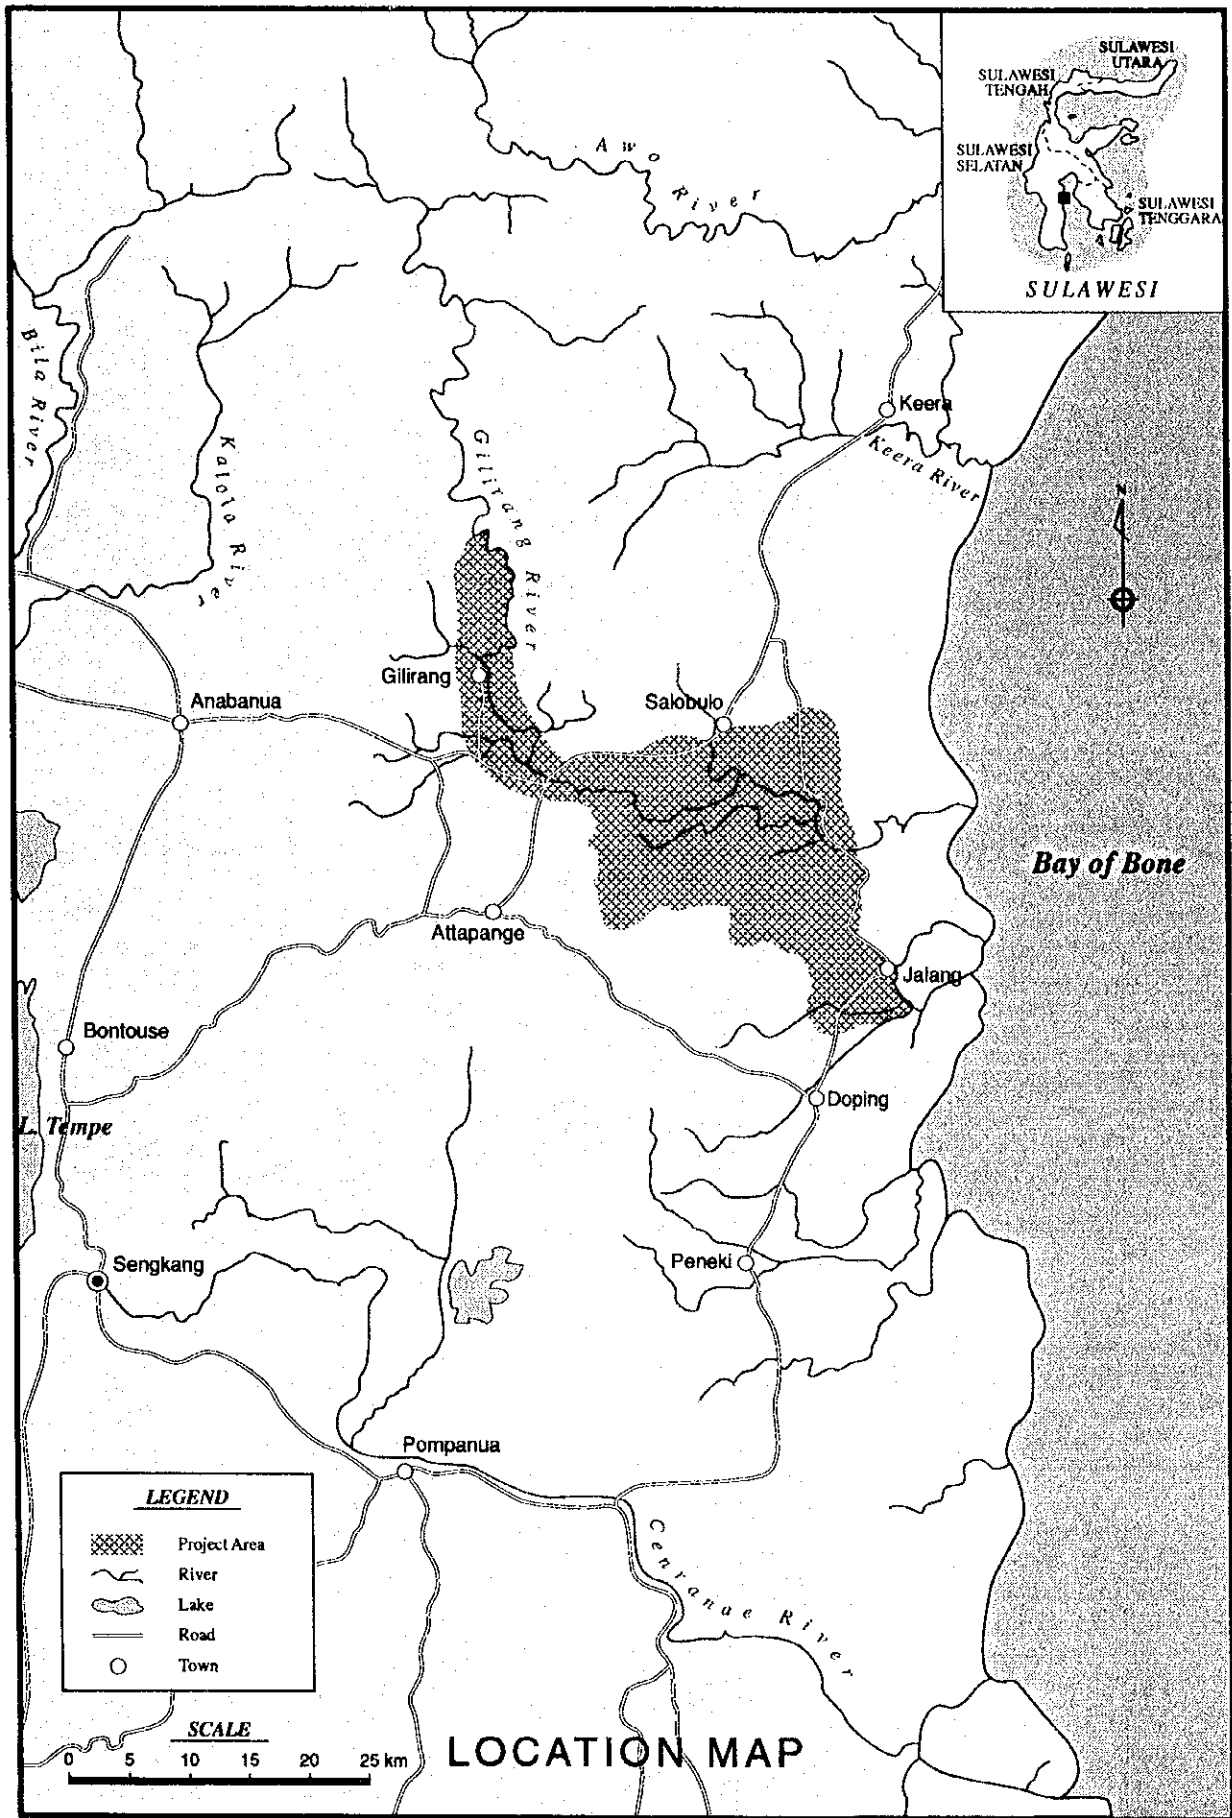 SULAWESI
UTARA
SULAWESI
TENGAH
SULAWESI
SELATAN
SULAWESI
TENGGARA
SULAWESI
Awo
River
Bila River
Kalola River
Gilirang River
Keera
Keera River
N
Gilirang
Anabanua
Salobulo
Bay of Bone
Attapange
Jalang
Bontouse
Doping
L. Tempe
Sengkang
Peneki
Pompanua
Cenranae River
LEGEND
Project Area
River
Lake
Road
Town
SCALE
0 5 10 15 20 25 km
LOCATION MAP